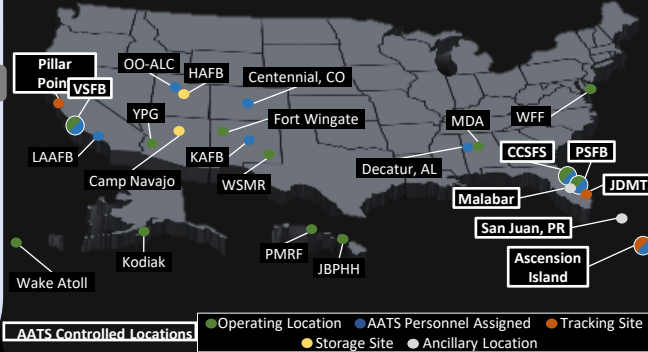 Pillar
Point
VSFB
OO-ALC
HAFB
Centennial, CO
YPG
Fort Wingate
MDA
WFF
LAAFB
KAFB
Camp Navajo
WSMR
Decatur, AL
CCSFS
PSFB
Malabar
JDMT
San Juan, PR
Ascension
Island
Wake Atoll
Kodiak
PMRF
JBPHH
AATS Controlled Locations
Operating Location
AATS Personnel Assigned
Tracking Site
Storage Site
Ancillary Location